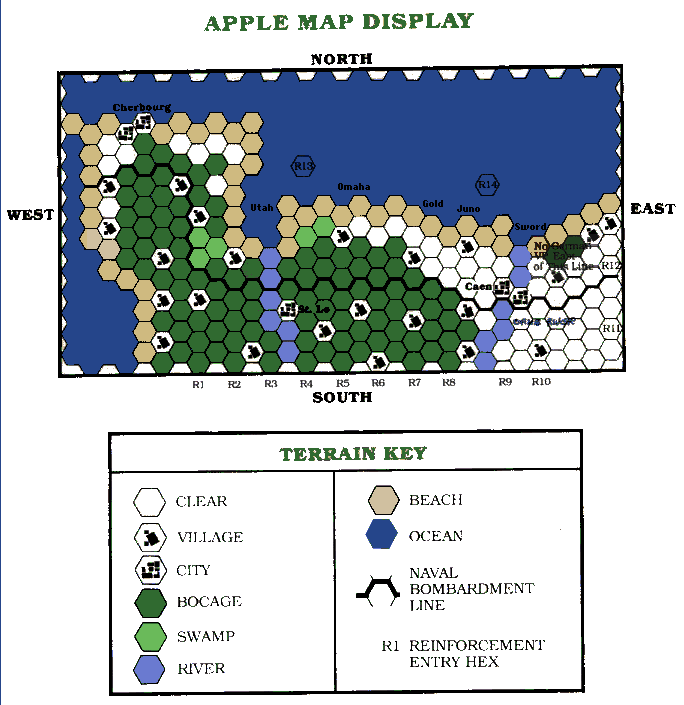 APPLE MAP DISPLAY
NORTH
Cherbourg
R13
R14
Omaha
Utah
Gold
Juno
WEST
EAST
Sword
No German
VP East
of This Line
R12
Caen
St. Lo
R11
R1 R2 R3 R4 R5 R6 R7 R8 R9 R10
SOUTH
TERRAIN KEY
CLEAR
VILLAGE
CITY
BOCAGE
SWAMP
RIVER
BEACH
OCEAN
NAVAL
BOMBARDMENT
LINE
R1 REINFORCEMENT
ENTRY HEX